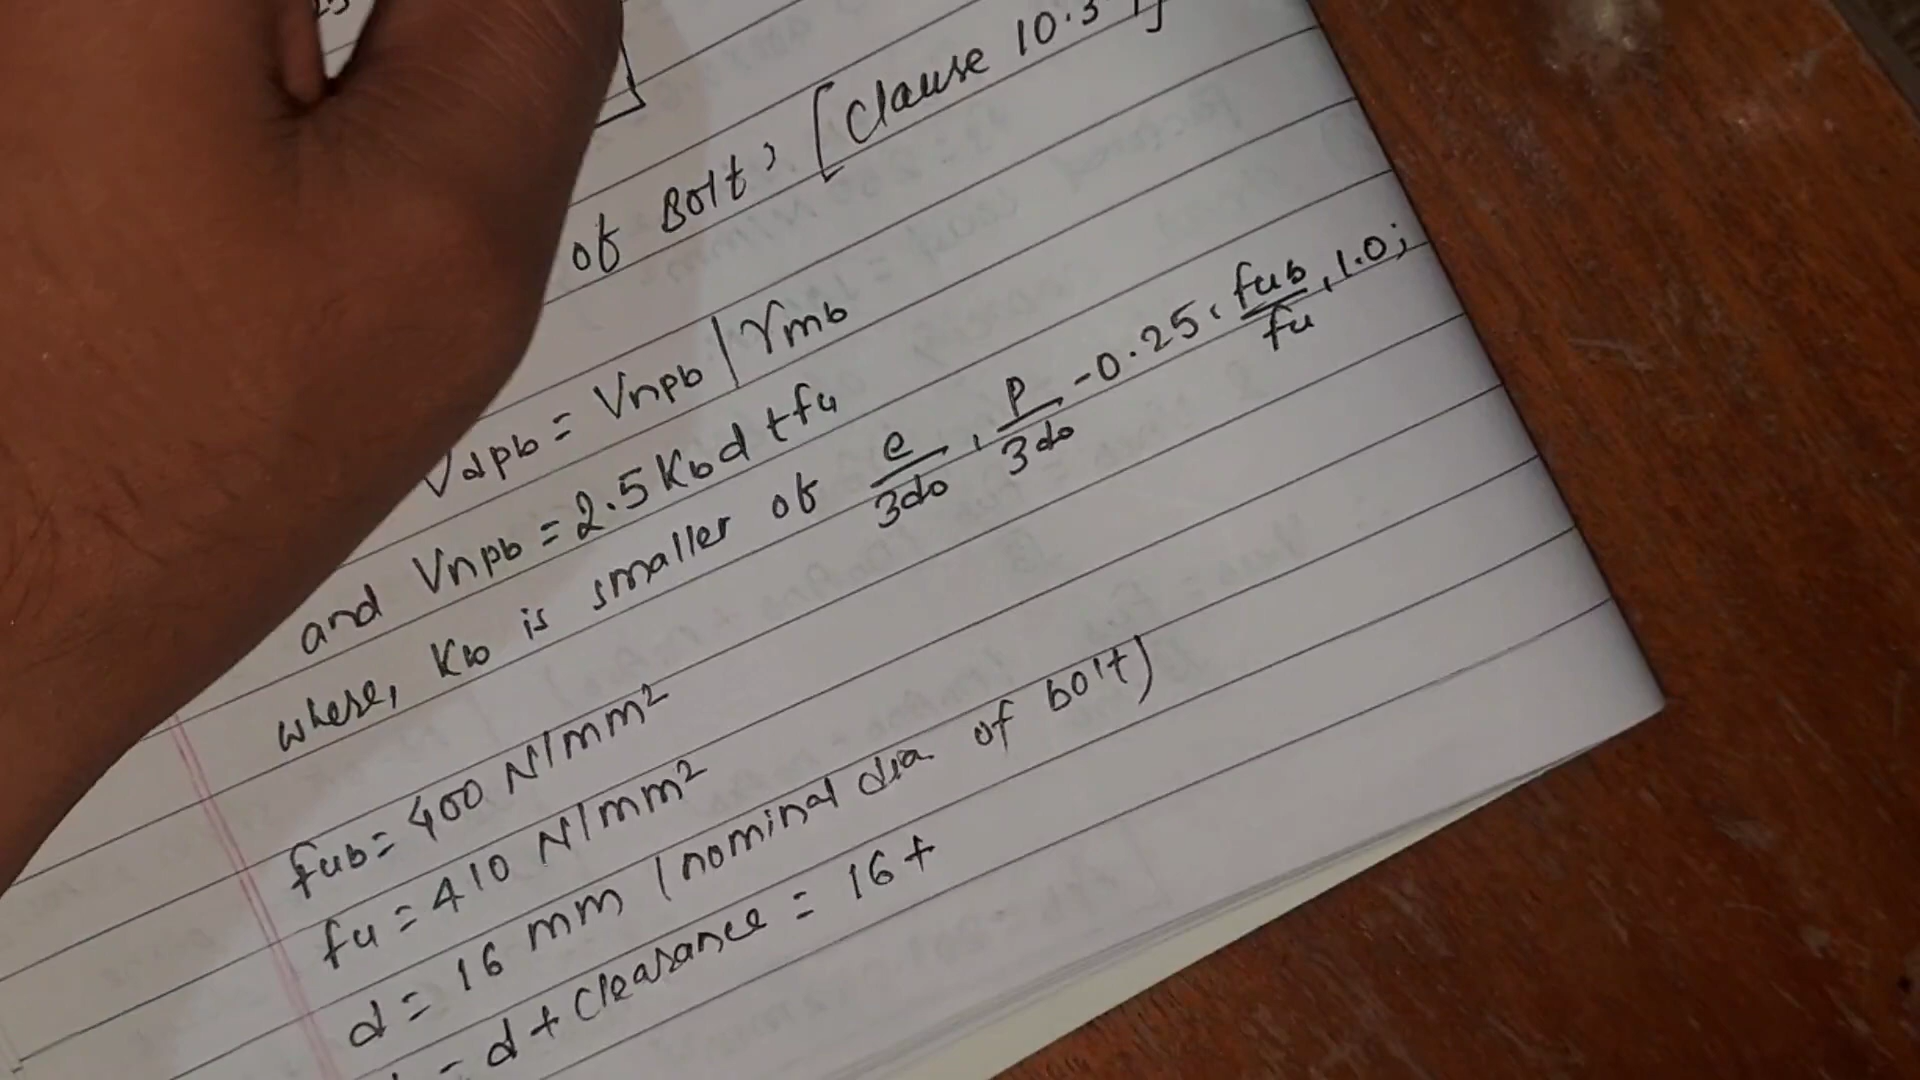 of Bolt, [Clause 10.3
Vdpb = Vnpb / γmb
and Vnpb = 2.5 Kb d t fu
where, Kb is smaller of e/3do, p/3do - 0.25, fub/fu, 1.0;
fub = 400 N/mm²
fu = 410 N/mm²
d = 16 mm (nominal dia of bolt)
= d + Clearance = 16 +